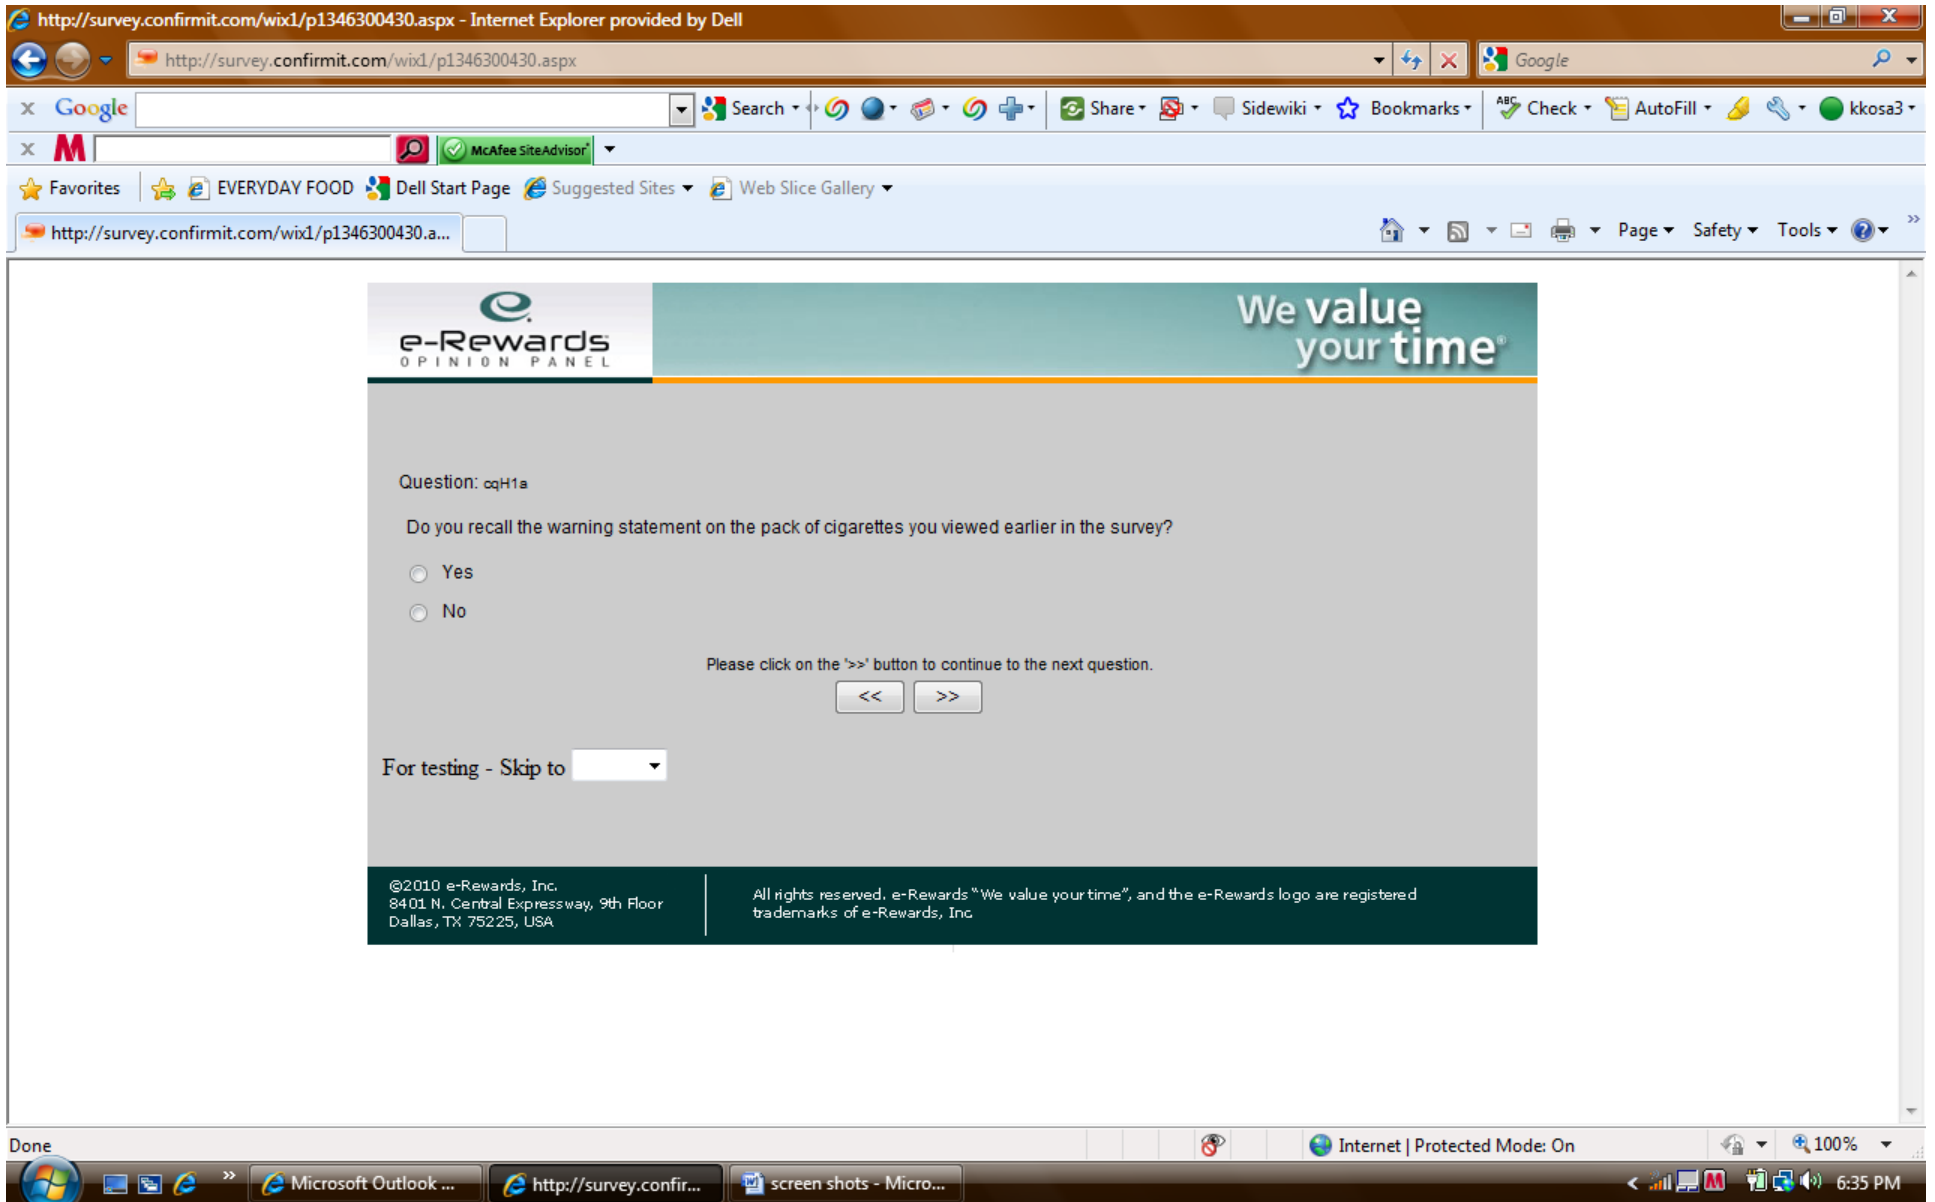 http://survey.confirmit.com/wix1/p1346300430.aspx - Internet Explorer provided by Dell
http://survey.confirmit.com/wix1/p1346300430.aspx
Google
x Google Search Share Sidewiki Bookmarks Check AutoFill kkosa3
x M McAfee SiteAdvisor
Favorites EVERYDAY FOOD Dell Start Page Suggested Sites Web Slice Gallery
http://survey.confirmit.com/wix1/p1346300430.a...
Page Safety Tools
e-Rewards
OPINION PANEL
We value
your time®
Question: cqH1a
Do you recall the warning statement on the pack of cigarettes you viewed earlier in the survey?
Yes
No
Please click on the '>>' button to continue to the next question.
<< >>
For testing - Skip to
©2010 e-Rewards, Inc.
8401 N. Central Expressway, 9th Floor
Dallas, TX 75225, USA
All rights reserved. e-Rewards “We value your time”, and the e-Rewards logo are registered
trademarks of e-Rewards, Inc
Done Internet | Protected Mode: On 100%
Microsoft Outlook ... http://survey.confir... screen shots - Micro... 6:35 PM